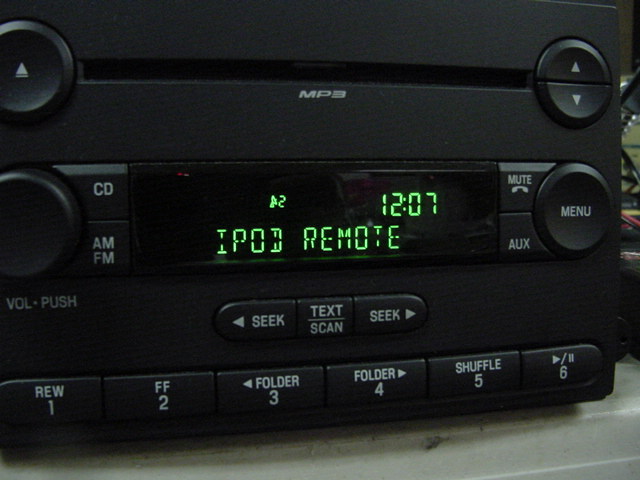 MP3
CD
MUTE
MENU
12:07
AM
FM
IPOD REMOTE
AUX
VOL-PUSH
◄ SEEK
TEXT
SCAN
SEEK ►
REW
1
FF
2
◄ FOLDER
3
FOLDER ►
4
SHUFFLE
5
►/II
6